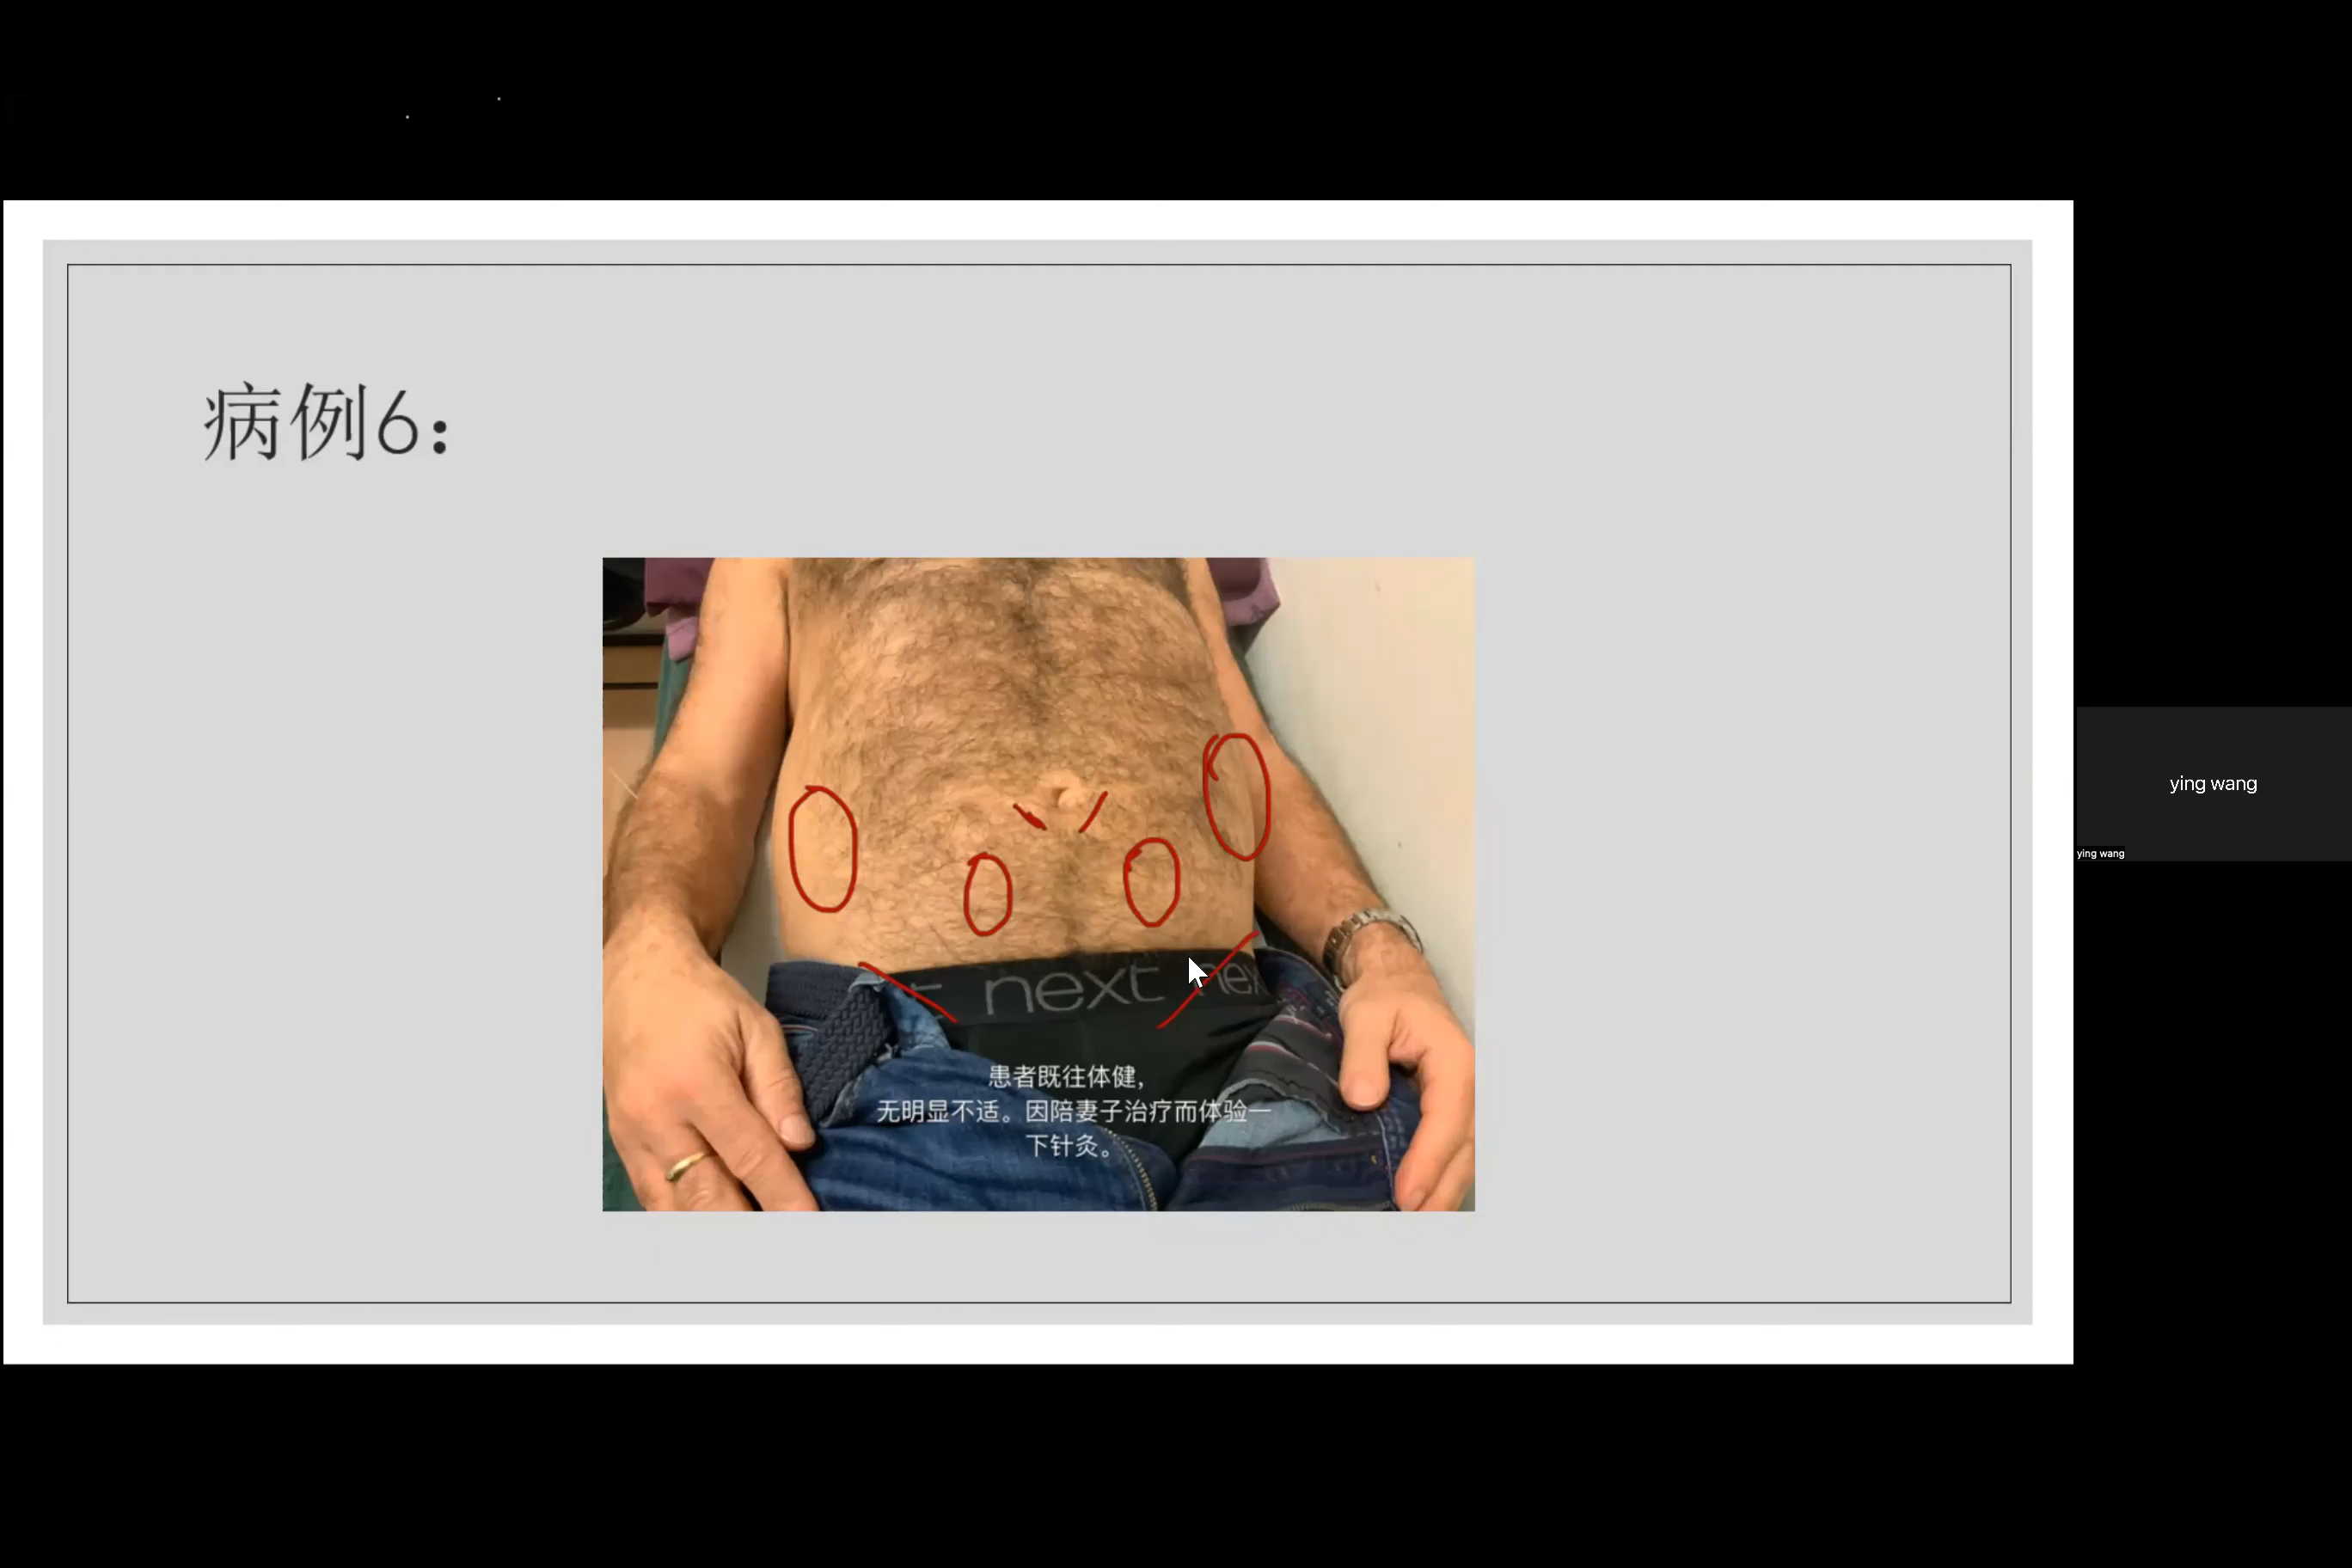 病例6：
next nex
患者既往体健，
无明显不适。因陪妻子治疗而体验一
下针灸。
ying wang
ying wang